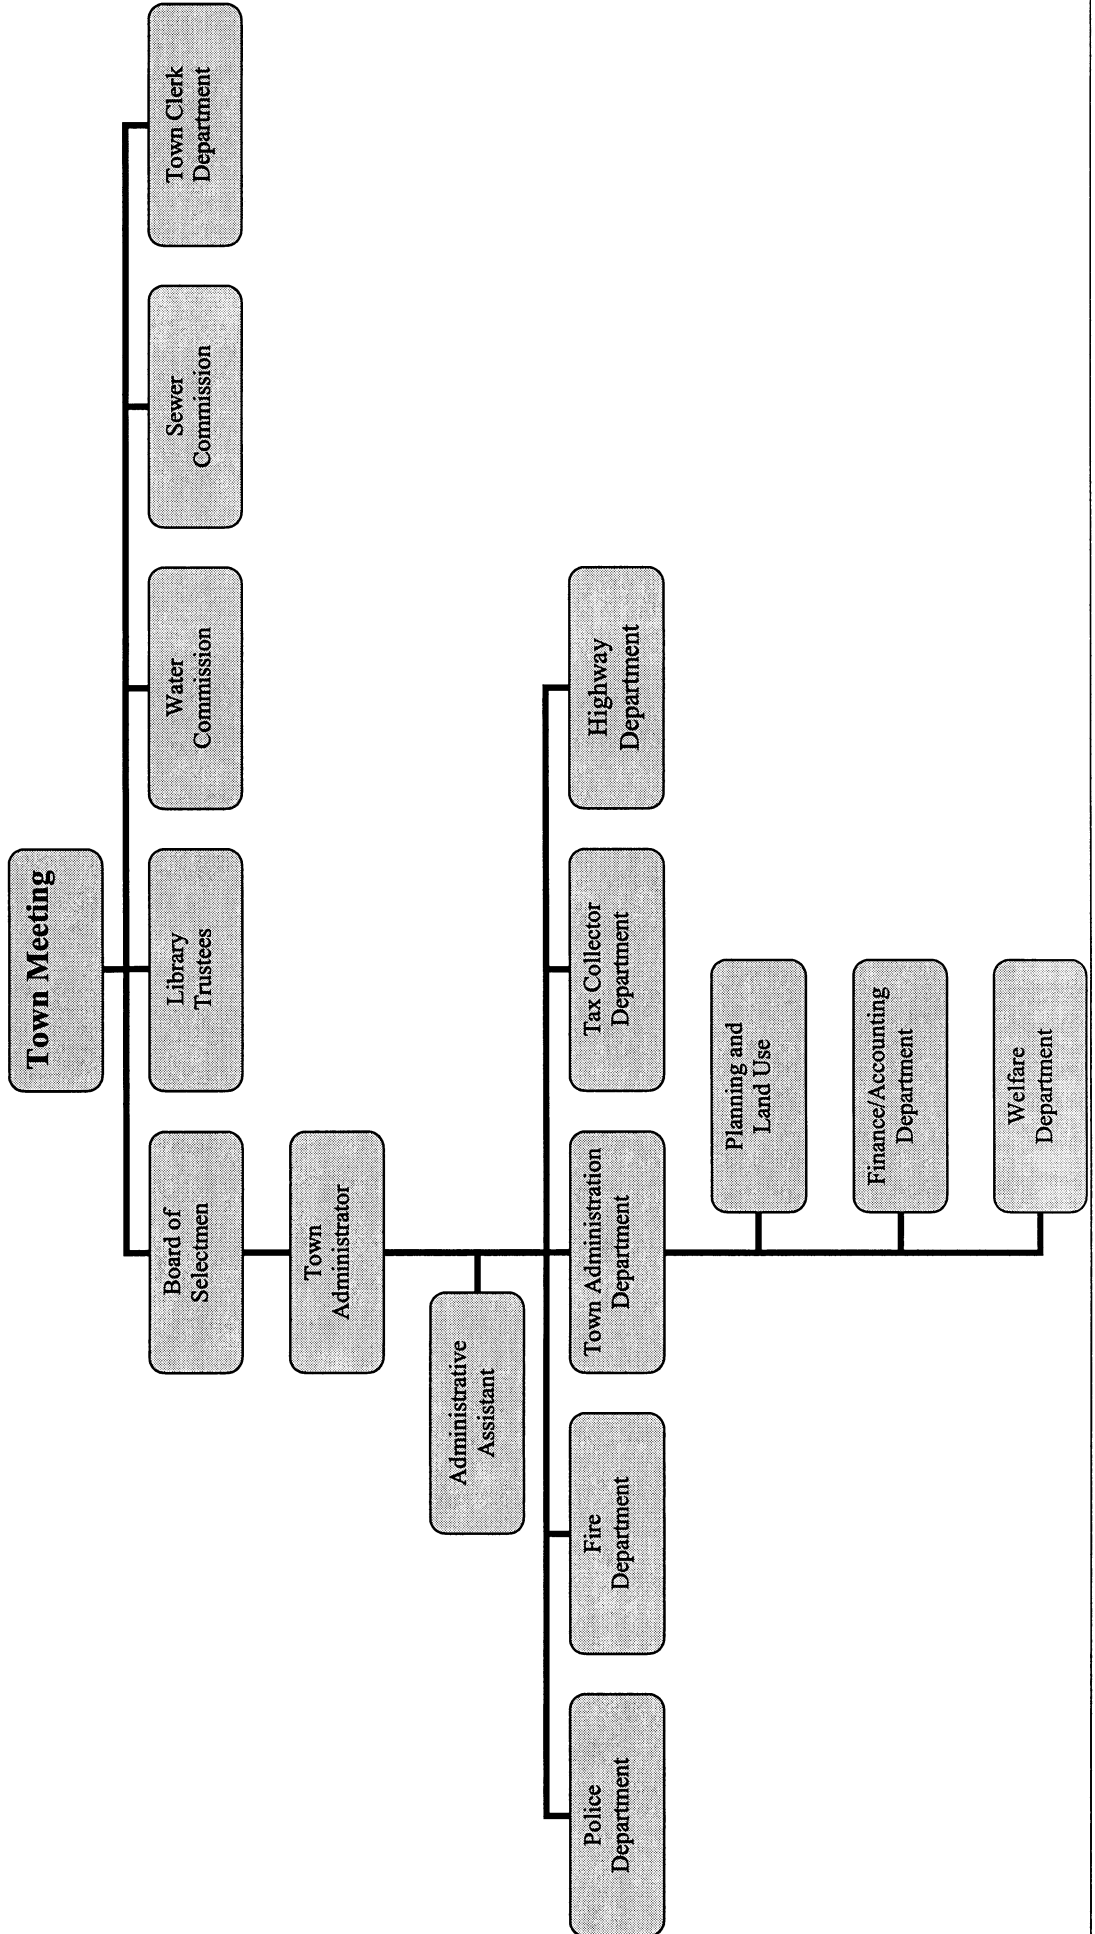 Town Meeting
Board of
Selectmen
Library
Trustees
Water
Commission
Sewer
Commission
Town Clerk
Department
Town
Administrator
Administrative
Assistant
Police
Department
Fire
Department
Town Administration
Department
Tax Collector
Department
Highway
Department
Planning and
Land Use
Finance/Accounting
Department
Welfare
Department